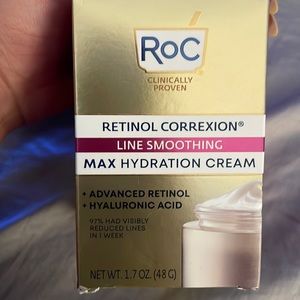 RoC
CLINICALLY
PROVEN
RETINOL CORREXION®
LINE SMOOTHING
MAX HYDRATION CREAM
+ ADVANCED RETINOL
+ HYALURONIC ACID
97% HAD VISIBLY
REDUCED LINES
IN 1 WEEK
NET WT. 1.7 OZ. (48 G)